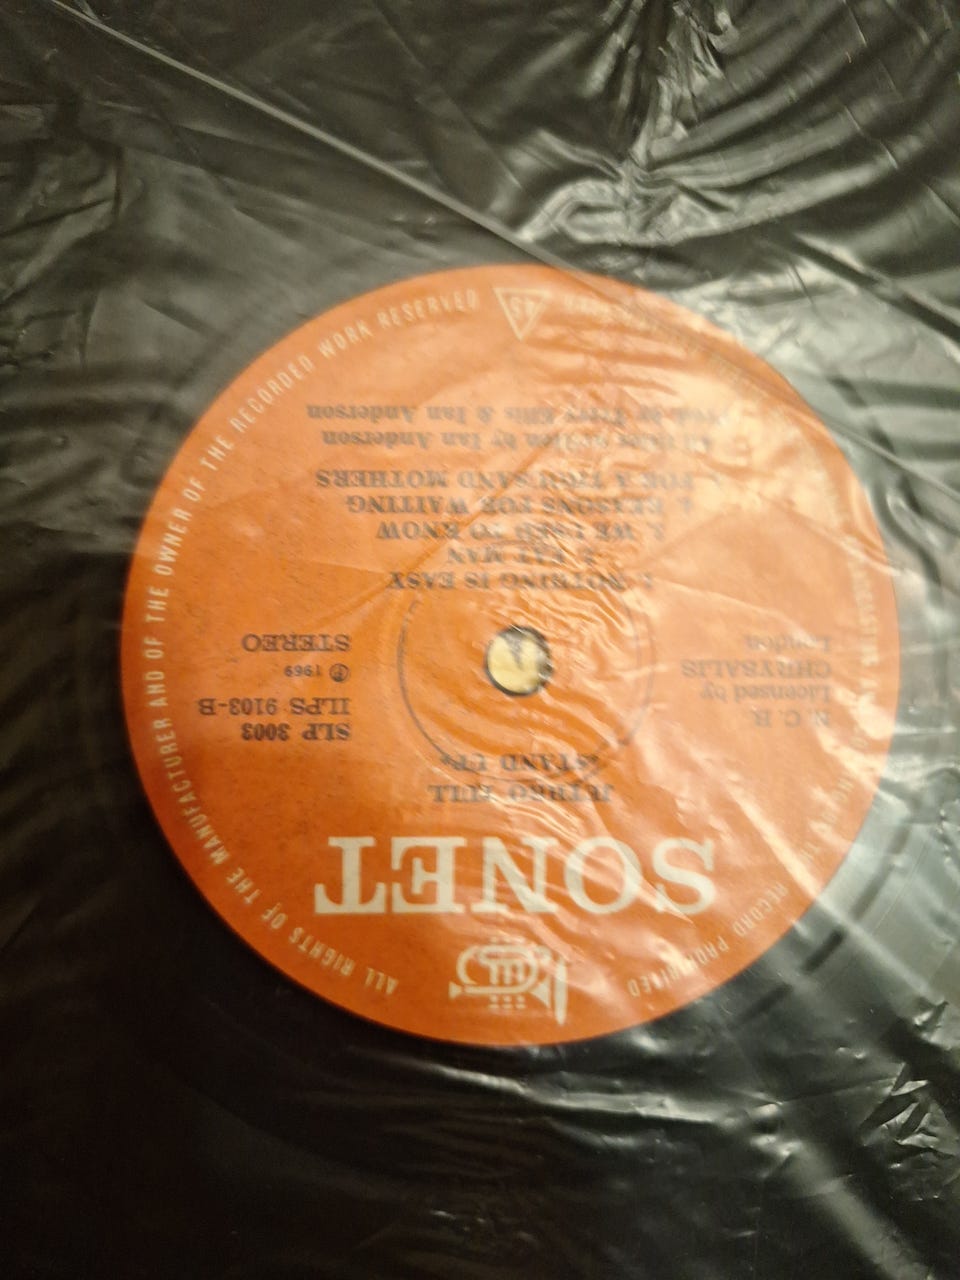 SONET
JETHRO TULL
»STAND UP«
N. C. B.
Licensed by
CHRYSALIS
London
SLP 3003
ILPS 9103-B
Ⓟ 1969
STEREO
1. NOTHING IS EASY
2. FAT MAN
3. WE USED TO KNOW
4. REASONS FOR WAITING
5. FOR A THOUSAND MOTHERS
All titles written by Ian Anderson
Prod. by Terry Ellis & Ian Anderson
ALL RIGHTS OF THE MANUFACTURER AND OF THE OWNER OF THE RECORDED WORK RESERVED
RECORD PROHIBITED